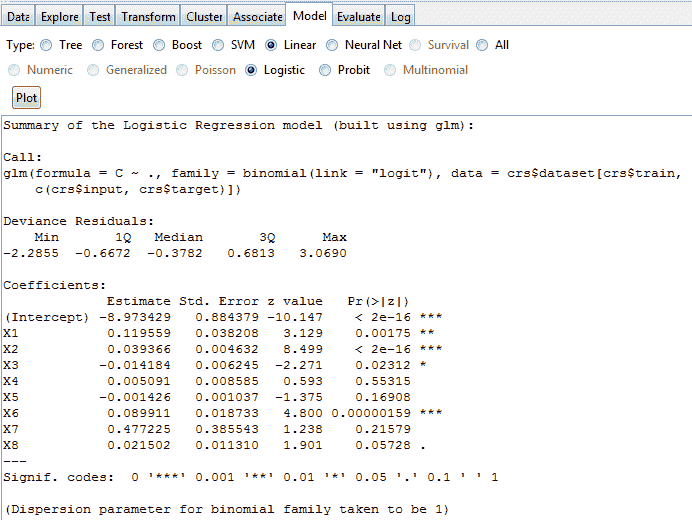 Data Explore Test Transform Cluster Associate Model Evaluate Log
Type: Tree Forest Boost SVM Linear Neural Net Survival All
Numeric Generalized Poisson Logistic Probit Multinomial
Plot
Summary of the Logistic Regression model (built using glm):
Call:
glm(formula = C ~ ., family = binomial(link = "logit"), data = crs$dataset[crs$train,
c(crs$input, crs$target)])
Deviance Residuals:
Min 1Q Median 3Q Max
-2.2855 -0.6672 -0.3782 0.6813 3.0690
Coefficients:
Estimate Std. Error z value Pr(>|z|)
(Intercept) -8.973429 0.884379 -10.147 < 2e-16 ***
X1 0.119559 0.038208 3.129 0.00175 **
X2 0.039366 0.004632 8.499 < 2e-16 ***
X3 -0.014184 0.006245 -2.271 0.02312 *
X4 0.005091 0.008585 0.593 0.55315
X5 -0.001426 0.001037 -1.375 0.16908
X6 0.089911 0.018733 4.800 0.00000159 ***
X7 0.477225 0.385543 1.238 0.21579
X8 0.021502 0.011310 1.901 0.05728 .
---
Signif. codes: 0 '***' 0.001 '**' 0.01 '*' 0.05 '.' 0.1 ' ' 1
(Dispersion parameter for binomial family taken to be 1)